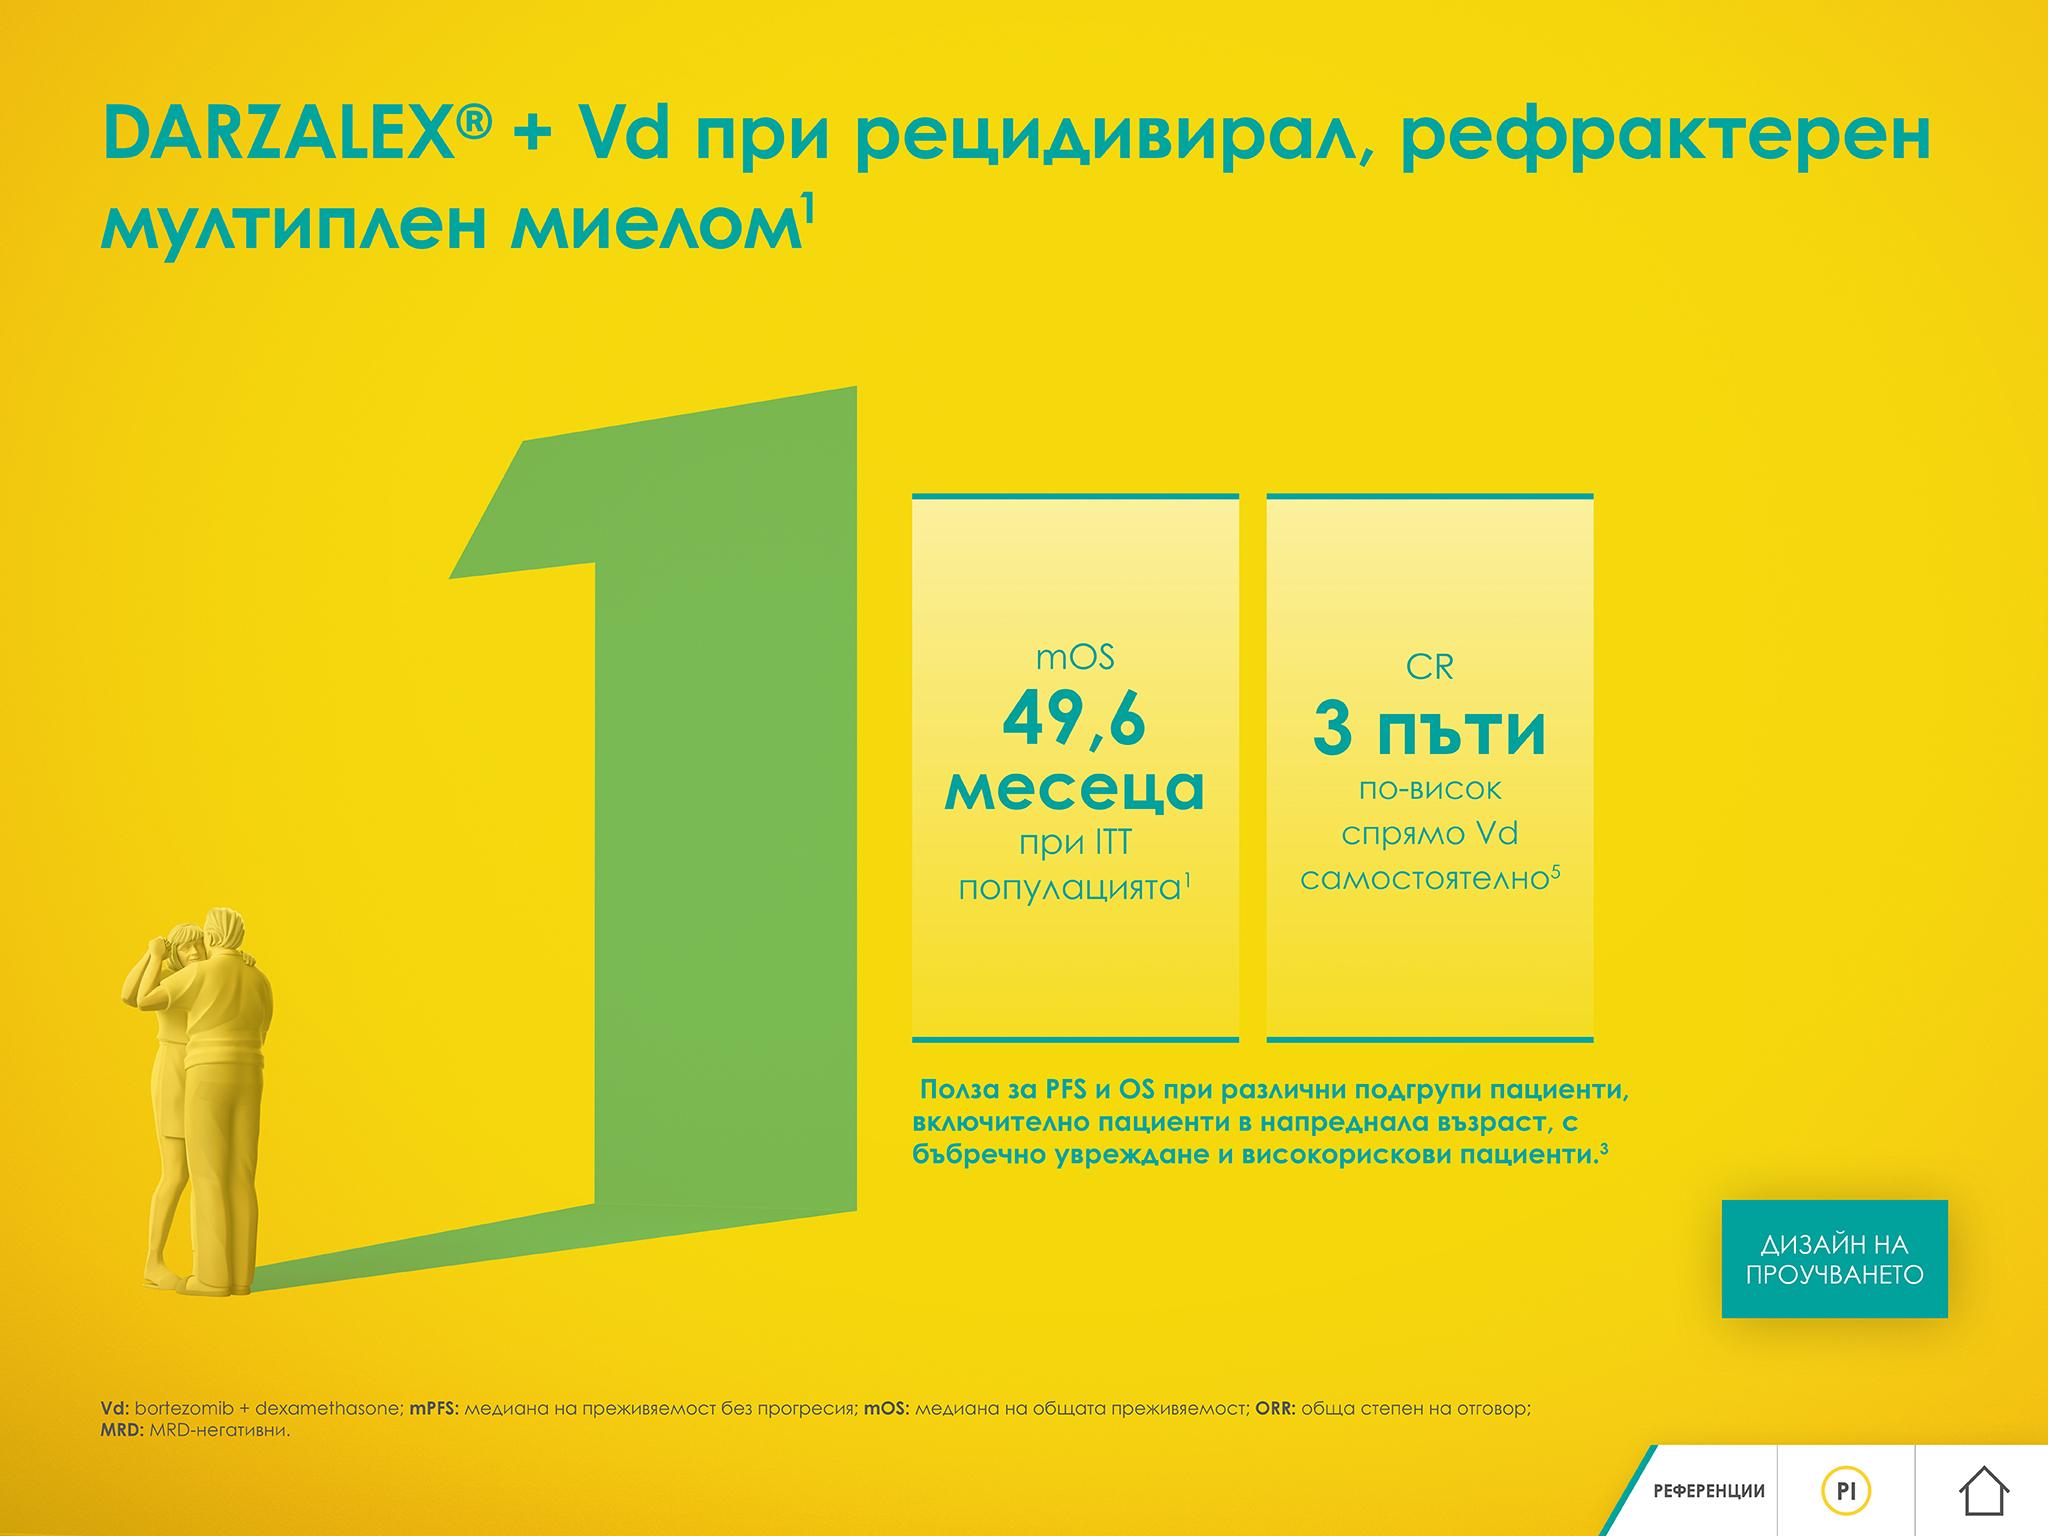 DARZALEX® + Vd при рецидивирал, рефрактерен
мултиплен миелом¹
mOS
49,6
месеца
при ITT
популацията¹
CR
3 пъти
по-висок
спрямо Vd
самостоятелно⁵
Полза за PFS и OS при различни подгрупи пациенти,
включително пациенти в напреднала възраст, с
бъбречно увреждане и високорискови пациенти.³
ДИЗАЙН НА
ПРОУЧВАНЕТО
Vd: bortezomib + dexamethasone; mPFS: медиана на преживяемост без прогресия; mOS: медиана на общата преживяемост; ORR: обща степен на отговор;
MRD: MRD-негативни.
РЕФЕРЕНЦИИ
PI